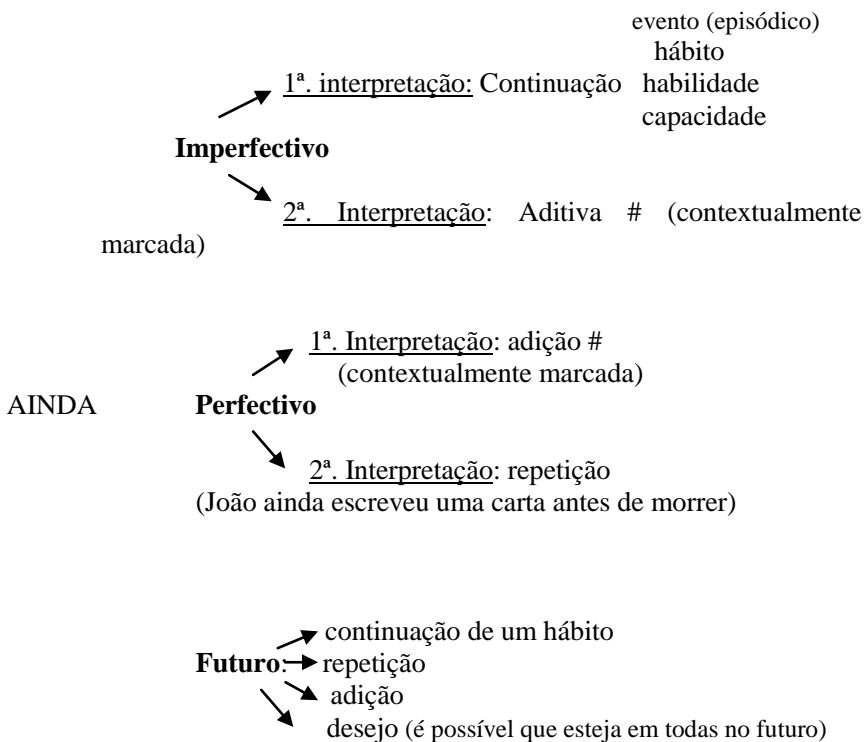 evento (episódico)
hábito
1ª. interpretação: Continuação habilidade
capacidade
Imperfectivo
2ª. Interpretação: Aditiva # (contextualmente
marcada)
1ª. Interpretação: adição #
(contextualmente marcada)
AINDA Perfectivo
2ª. Interpretação: repetição
(João ainda escreveu uma carta antes de morrer)
continuação de um hábito
Futuro: repetição
adição
desejo (é possível que esteja em todas no futuro)